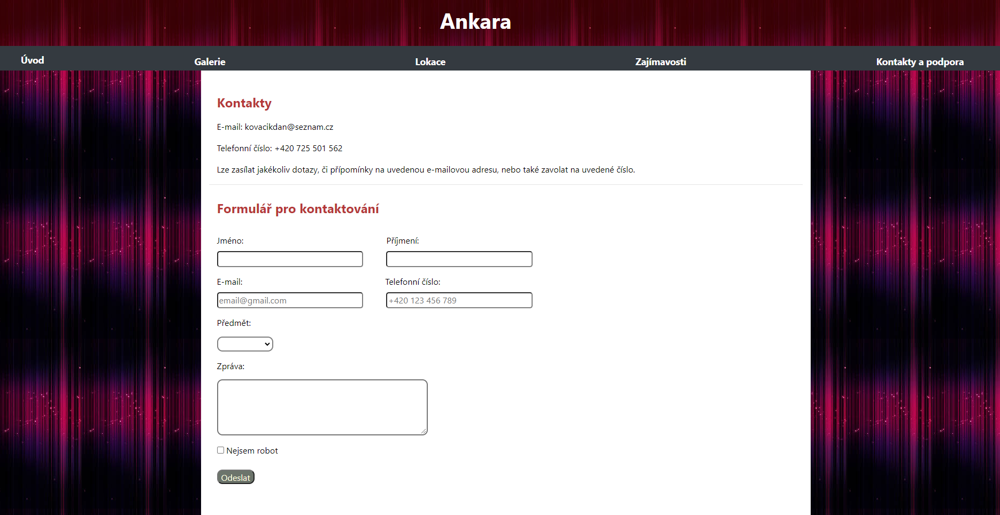 Ankara
Úvod Galerie Lokace Zajímavosti Kontakty a podpora
Kontakty
E-mail: kovacikdan@seznam.cz
Telefonní číslo: +420 725 501 562
Lze zasílat jakékoliv dotazy, či přípomínky na uvedenou e-mailovou adresu, nebo také zavolat na uvedené číslo.
Formulář pro kontaktování
Jméno: Příjmení:
E-mail: Telefonní číslo:
email@gmail.com +420 123 456 789
Předmět:
Zpráva:
Nejsem robot
Odeslat